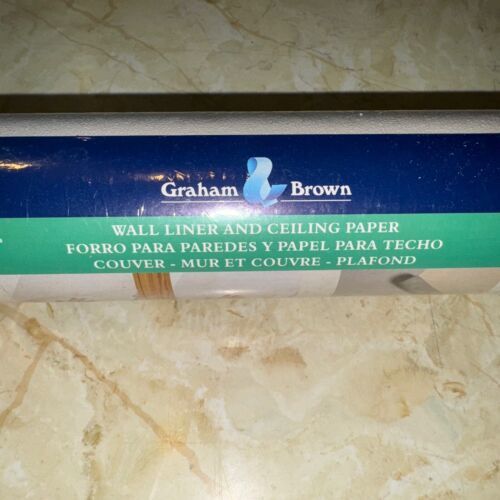 Graham & Brown
WALL LINER AND CEILING PAPER
FORRO PARA PAREDES Y PAPEL PARA TECHO
COUVER - MUR ET COUVRE - PLAFOND